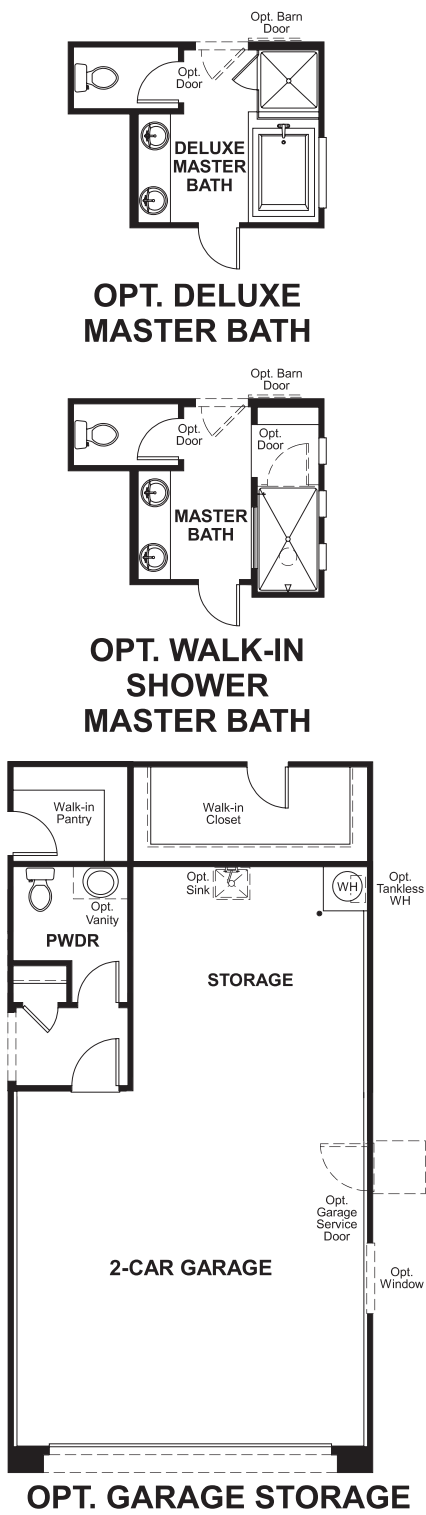 Opt. Barn
Door
Opt.
Door
DELUXE
MASTER
BATH
OPT. DELUXE
MASTER BATH
Opt. Barn
Door
Opt.
Door
Opt.
Door
MASTER
BATH
OPT. WALK-IN
SHOWER
MASTER BATH
Walk-in
Pantry
Walk-in
Closet
Opt.
Sink
WH
Opt.
Tankless
WH
Opt.
Vanity
PWDR
STORAGE
Opt.
Garage
Service
Door
2-CAR GARAGE
Opt.
Window
OPT. GARAGE STORAGE